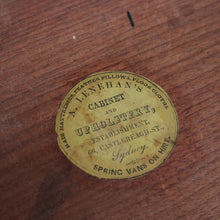 HAIR MATTRESSES, FEATHER PILLOWS, FLOOR CLOTHS,
A. LENEHAN'S
CABINET
AND
UPHOLSTERY,
ESTABLISHMENT,
CASTLEREAGH ST.,
Sydney.
SPRING VANS ON HIRE.